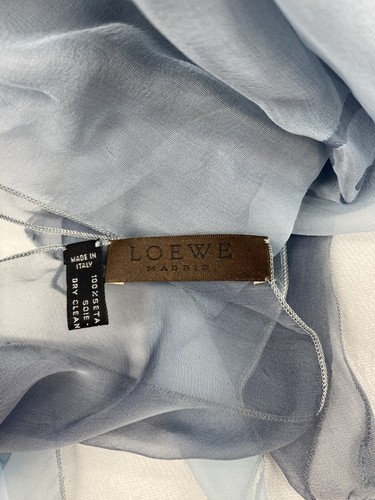 MADE IN
ITALY
100%SETA
SOIE-
DRY CLEAN
LOEWE
MADRID